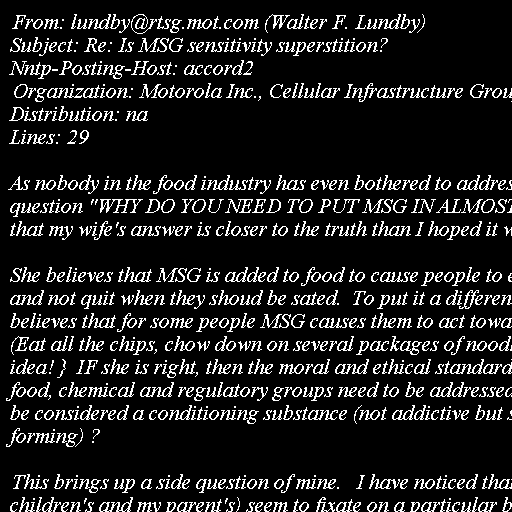 From: lundby@rtsg.mot.com (Walter F. Lundby)
Subject: Re: Is MSG sensitivity superstition?
Nntp-Posting-Host: accord2
Organization: Motorola Inc., Cellular Infrastructure Grou
Distribution: na
Lines: 29

As nobody in the food industry has even bothered to addres
question "WHY DO YOU NEED TO PUT MSG IN ALMOST
that my wife's answer is closer to the truth than I hoped it w

She believes that MSG is added to food to cause people to e
and not quit when they shoud be sated.  To put it a differen
believes that for some people MSG causes them to act towa
(Eat all the chips, chow down on several packages of nood
idea! }  IF she is right, then the moral and ethical standard
food, chemical and regulatory groups need to be addressed
be considered a conditioning substance (not addictive but s
forming) ?

This brings up a side question of mine.   I have noticed tha
children's and my parent's) seem to fixate on a particular b